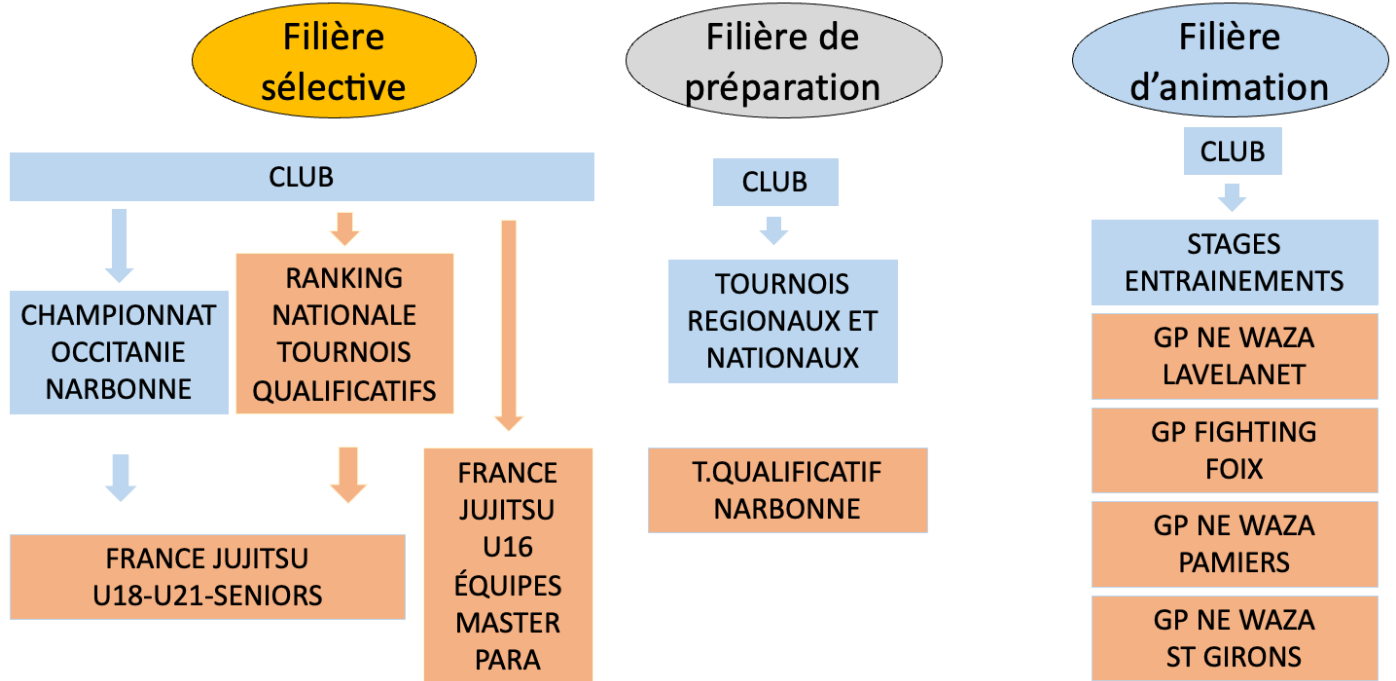 Filière
sélective
CLUB
CHAMPIONNAT
OCCITANIE
NARBONNE
RANKING
NATIONALE
TOURNOIS
QUALIFICATIFS
FRANCE JUJITSU
U18-U21-SENIORS
FRANCE
JUJITSU
U16
ÉQUIPES
MASTER
PARA
Filière de
préparation
CLUB
TOURNOIS
REGIONAUX ET
NATIONAUX
T.QUALIFICATIF
NARBONNE
Filière
d’animation
CLUB
STAGES
ENTRAINEMENTS
GP NE WAZA
LAVELANET
GP FIGHTING
FOIX
GP NE WAZA
PAMIERS
GP NE WAZA
ST GIRONS